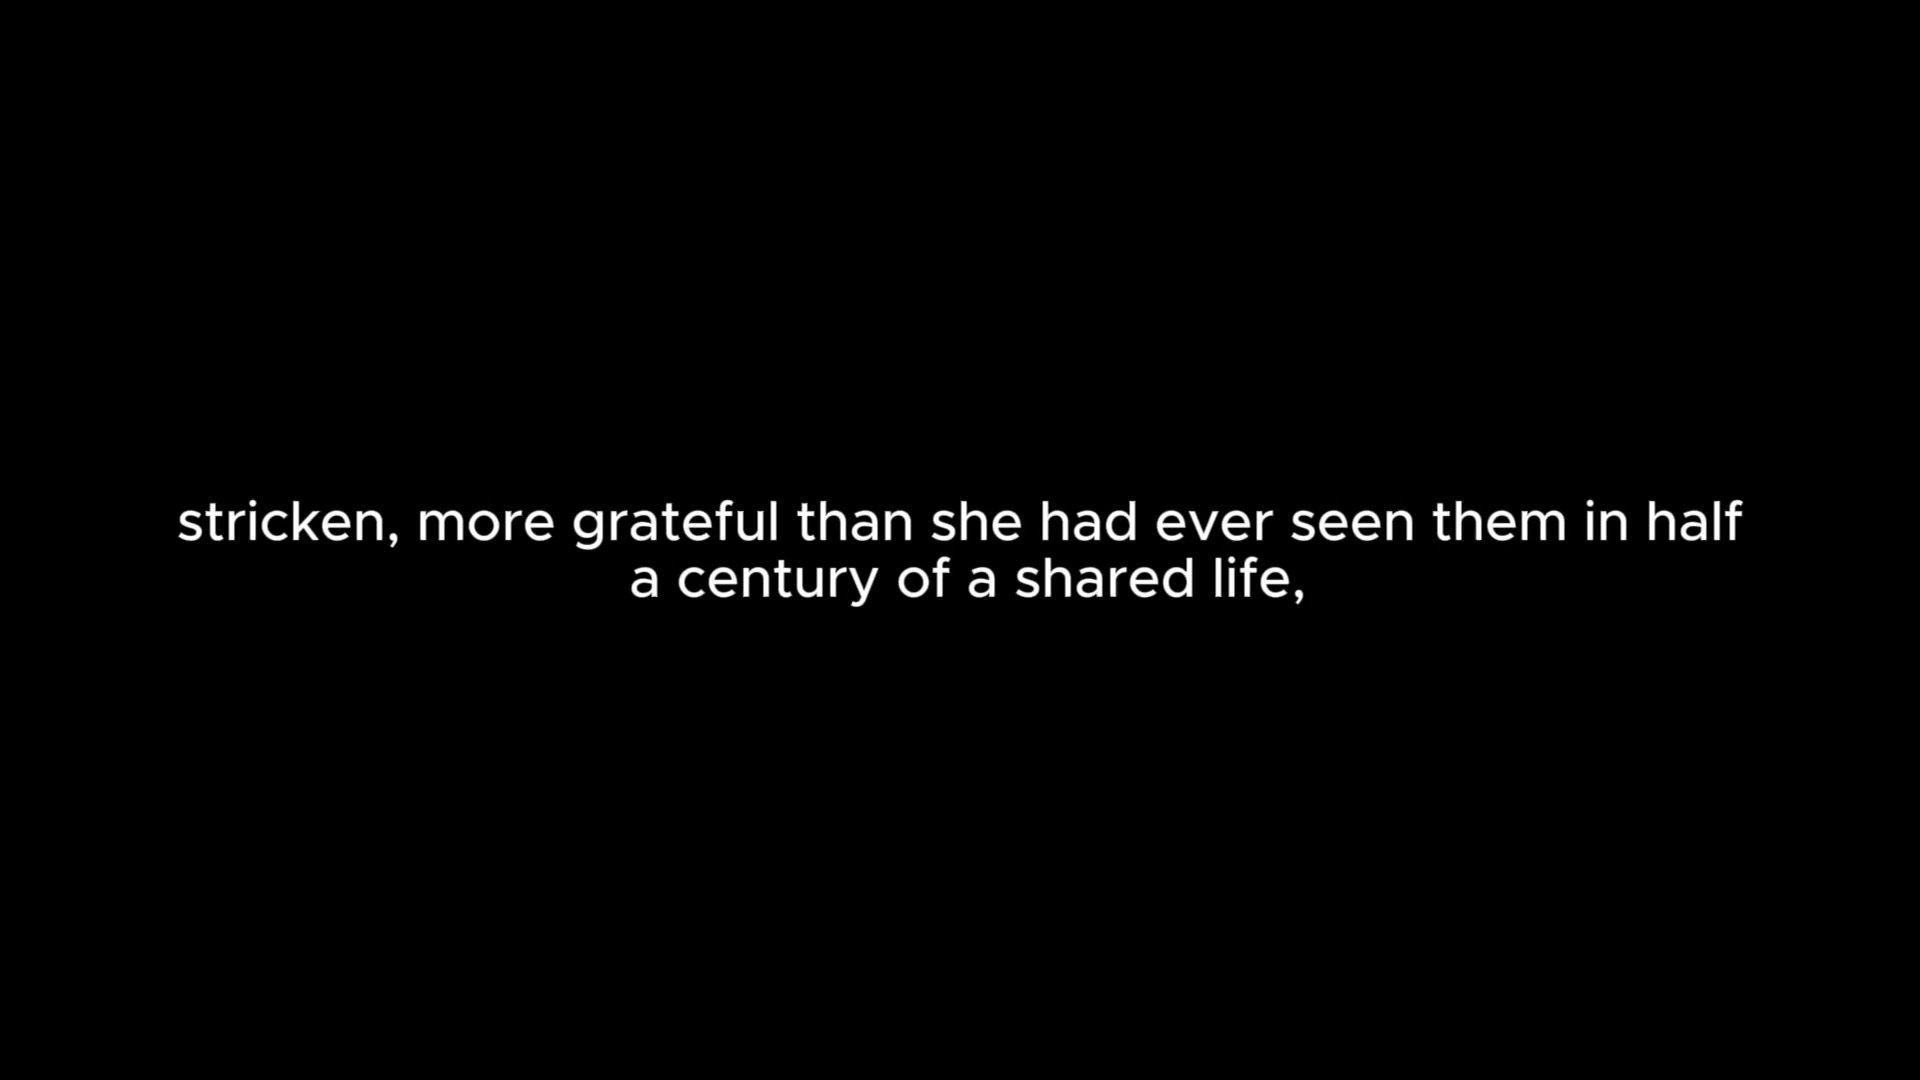 stricken, more grateful than she had ever seen them in half
a century of a shared life,